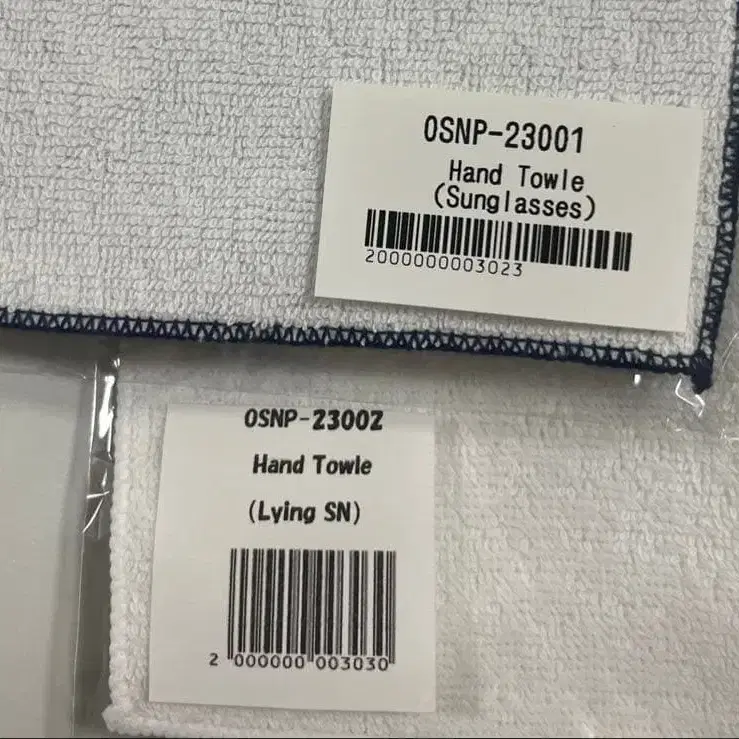 OSNP-23001
Hand Towle
(Sunglasses)
2000000003023
OSNP-23002
Hand Towle
(Lying SN)
2 000000 003030